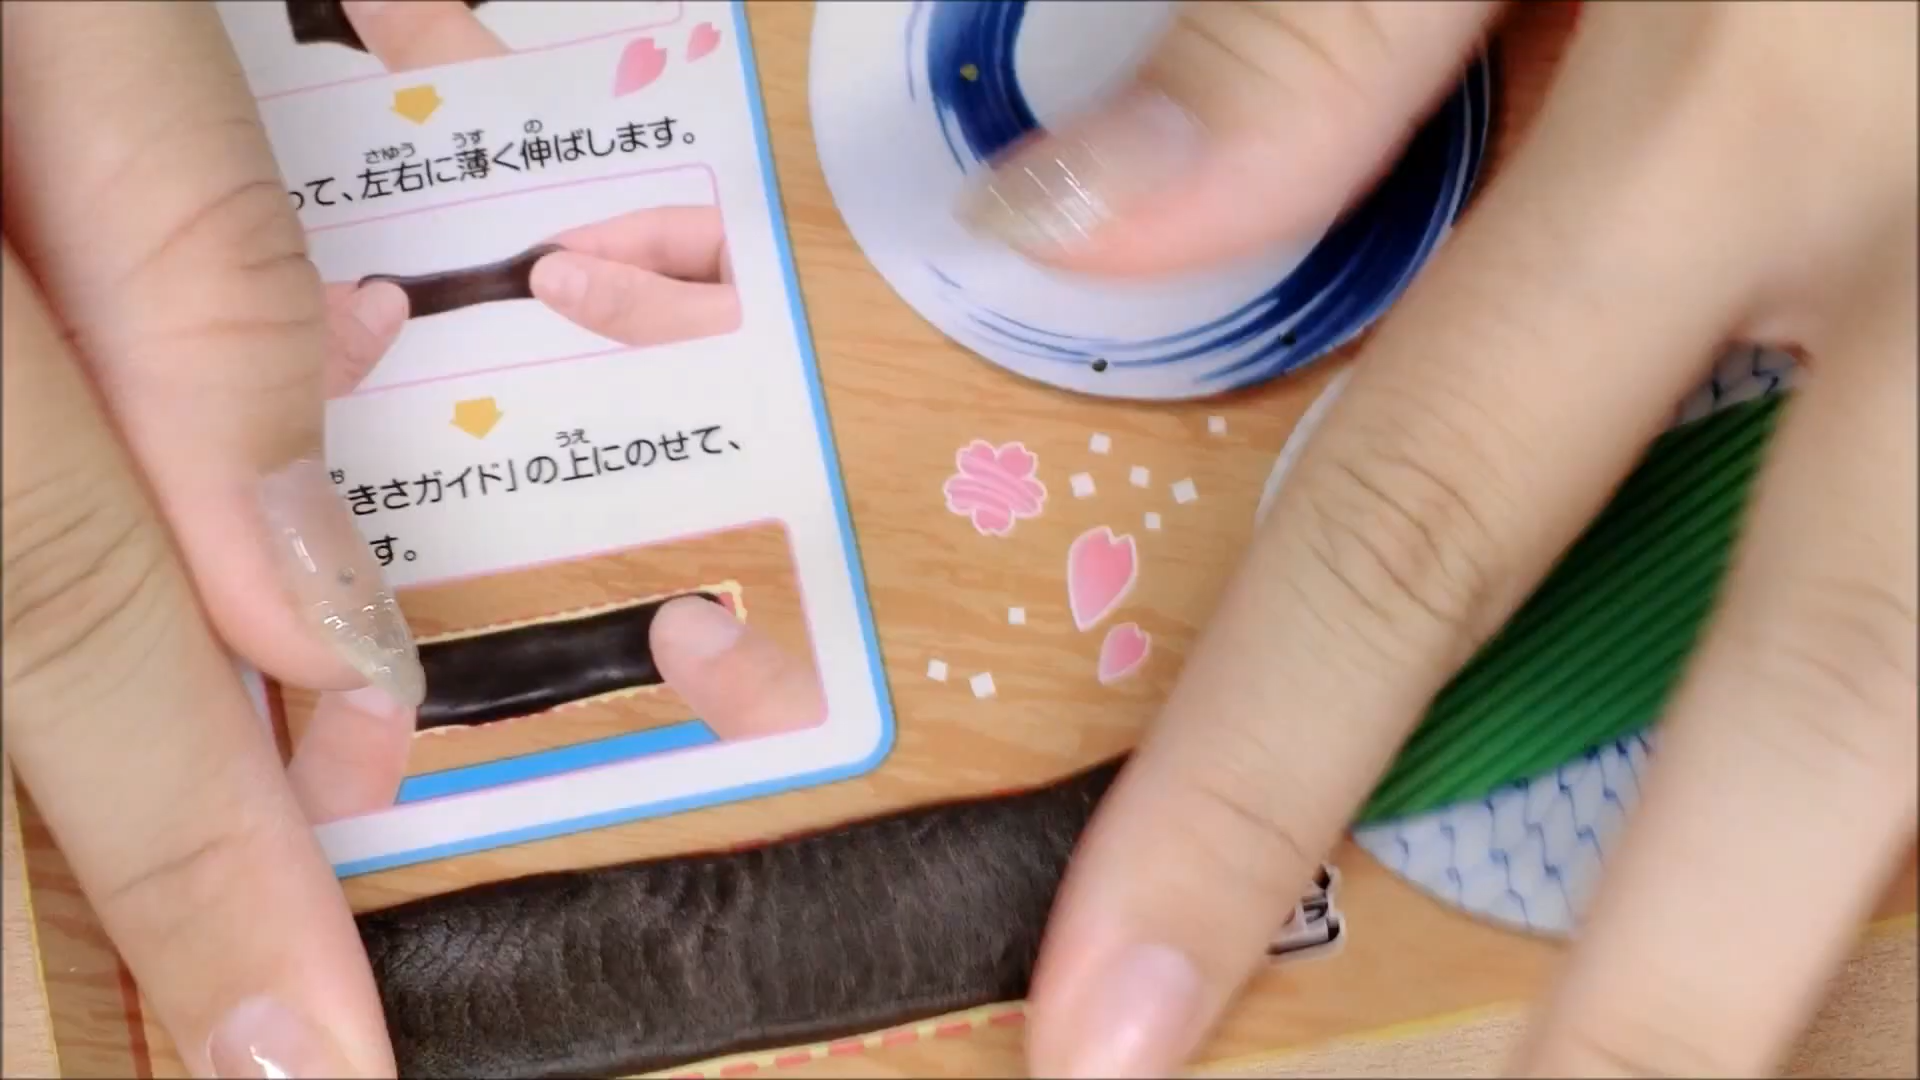 って、左右に薄く伸ばします。
きさガイド」の上にのせて、
す。